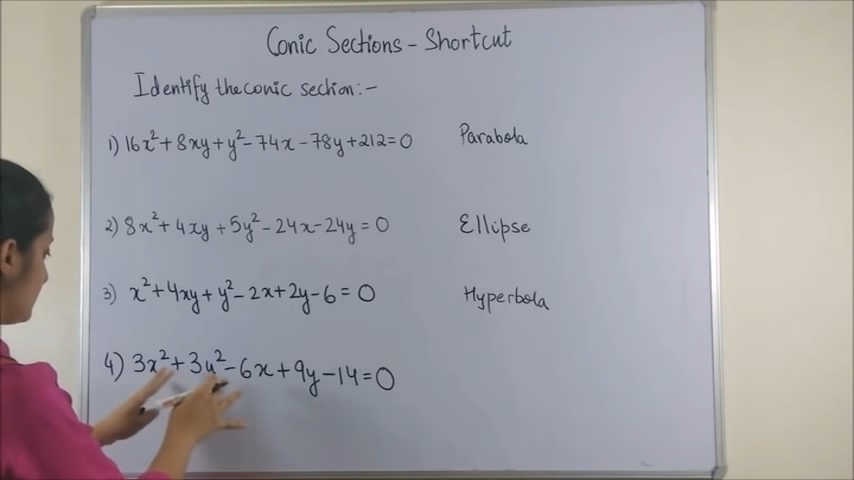 Conic Sections - Shortcut
Identify the conic section:-
1) 16x²+8xy+y²-74x-78y+212=0 Parabola
2) 8x²+4xy+5y²-24x-24y=0 Ellipse
3) x²+4xy+y²-2x+2y-6=0 Hyperbola
4) 3x²+3y²-6x+9y-14=0